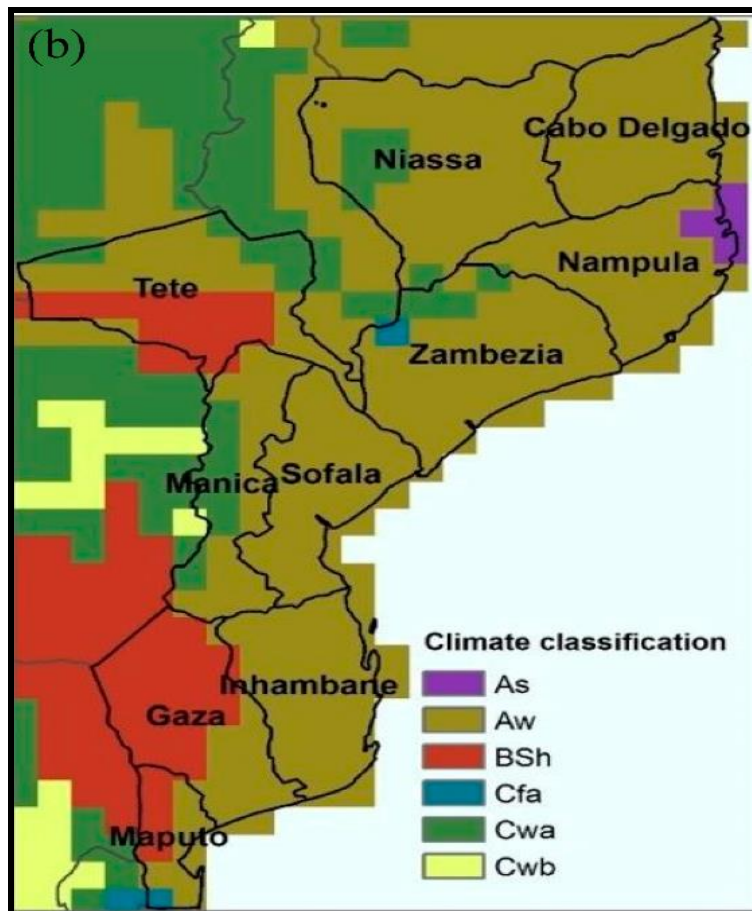 (b)
Cabo Delgado
Niassa
Nampula
Tete
Zambezia
Manica
Sofala
Inhambane
Gaza
Maputo
Climate classification
As
Aw
BSh
Cfa
Cwa
Cwb